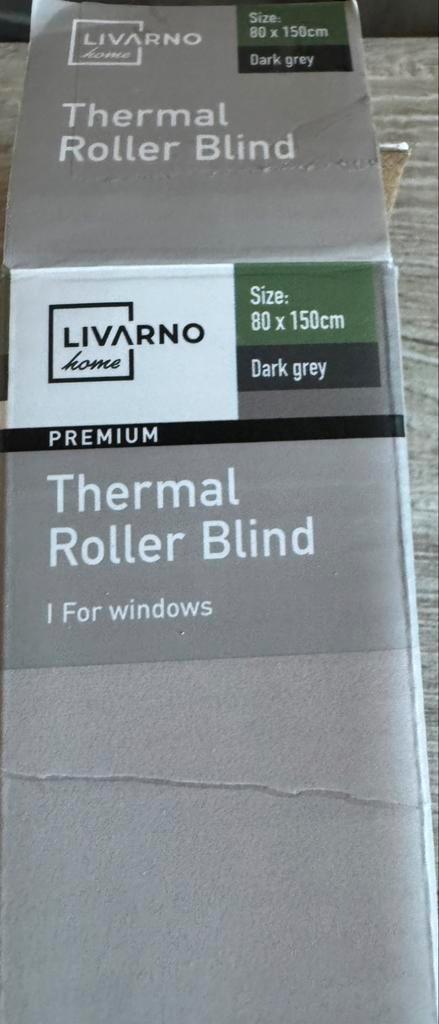 LIVARNO
home
Size:
80 x 150cm
Dark grey
Thermal
Roller Blind
LIVARNO
home
Size:
80 x 150cm
Dark grey
PREMIUM
Thermal
Roller Blind
| For windows